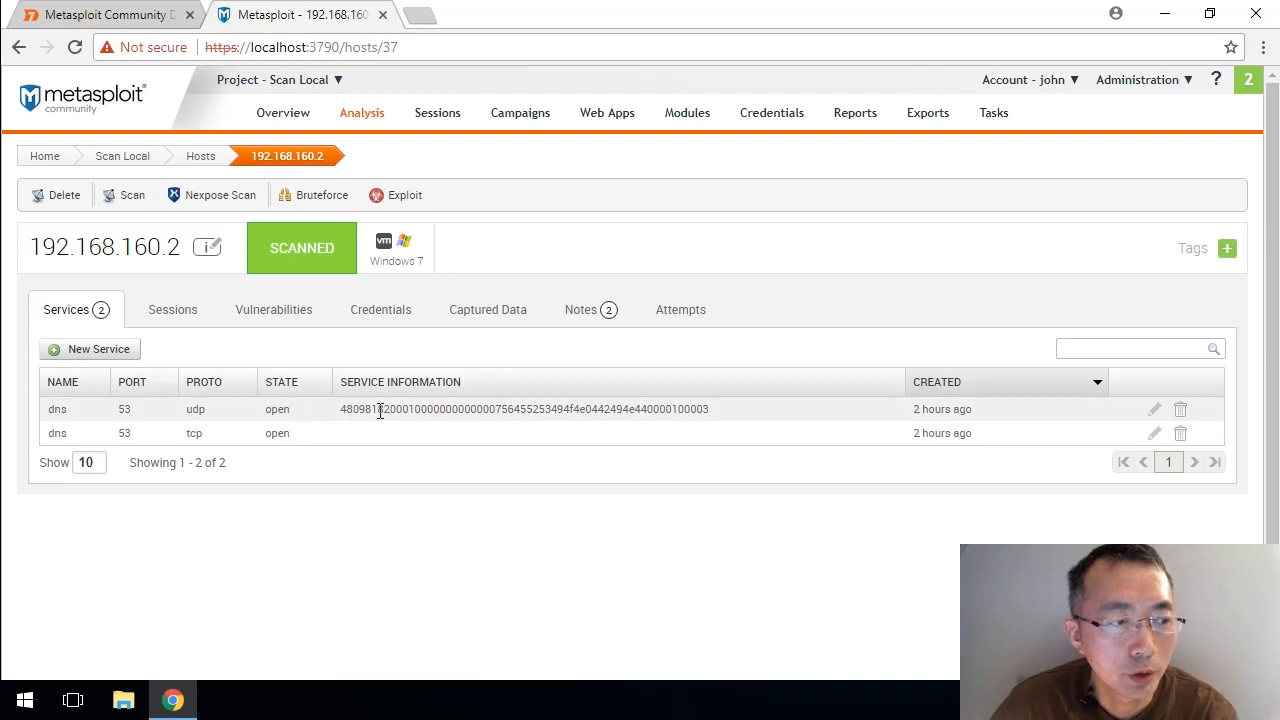 Metasploit Community D
Metasploit - 192.168.160
Not secure https://localhost:3790/hosts/37
metasploit
community
Project - Scan Local
Account - john
Administration
?
2
Overview
Analysis
Sessions
Campaigns
Web Apps
Modules
Credentials
Reports
Exports
Tasks
Home
Scan Local
Hosts
192.168.160.2
Delete
Scan
Nexpose Scan
Bruteforce
Exploit
192.168.160.2
i
SCANNED
vm
Windows 7
Tags
Services 2
Sessions
Vulnerabilities
Credentials
Captured Data
Notes 2
Attempts
New Service
NAME PORT PROTO STATE SERVICE INFORMATION CREATED
dns 53 udp open 2 hours ago
dns 53 tcp open 2 hours ago
Show 10 Showing 1 - 2 of 2
1